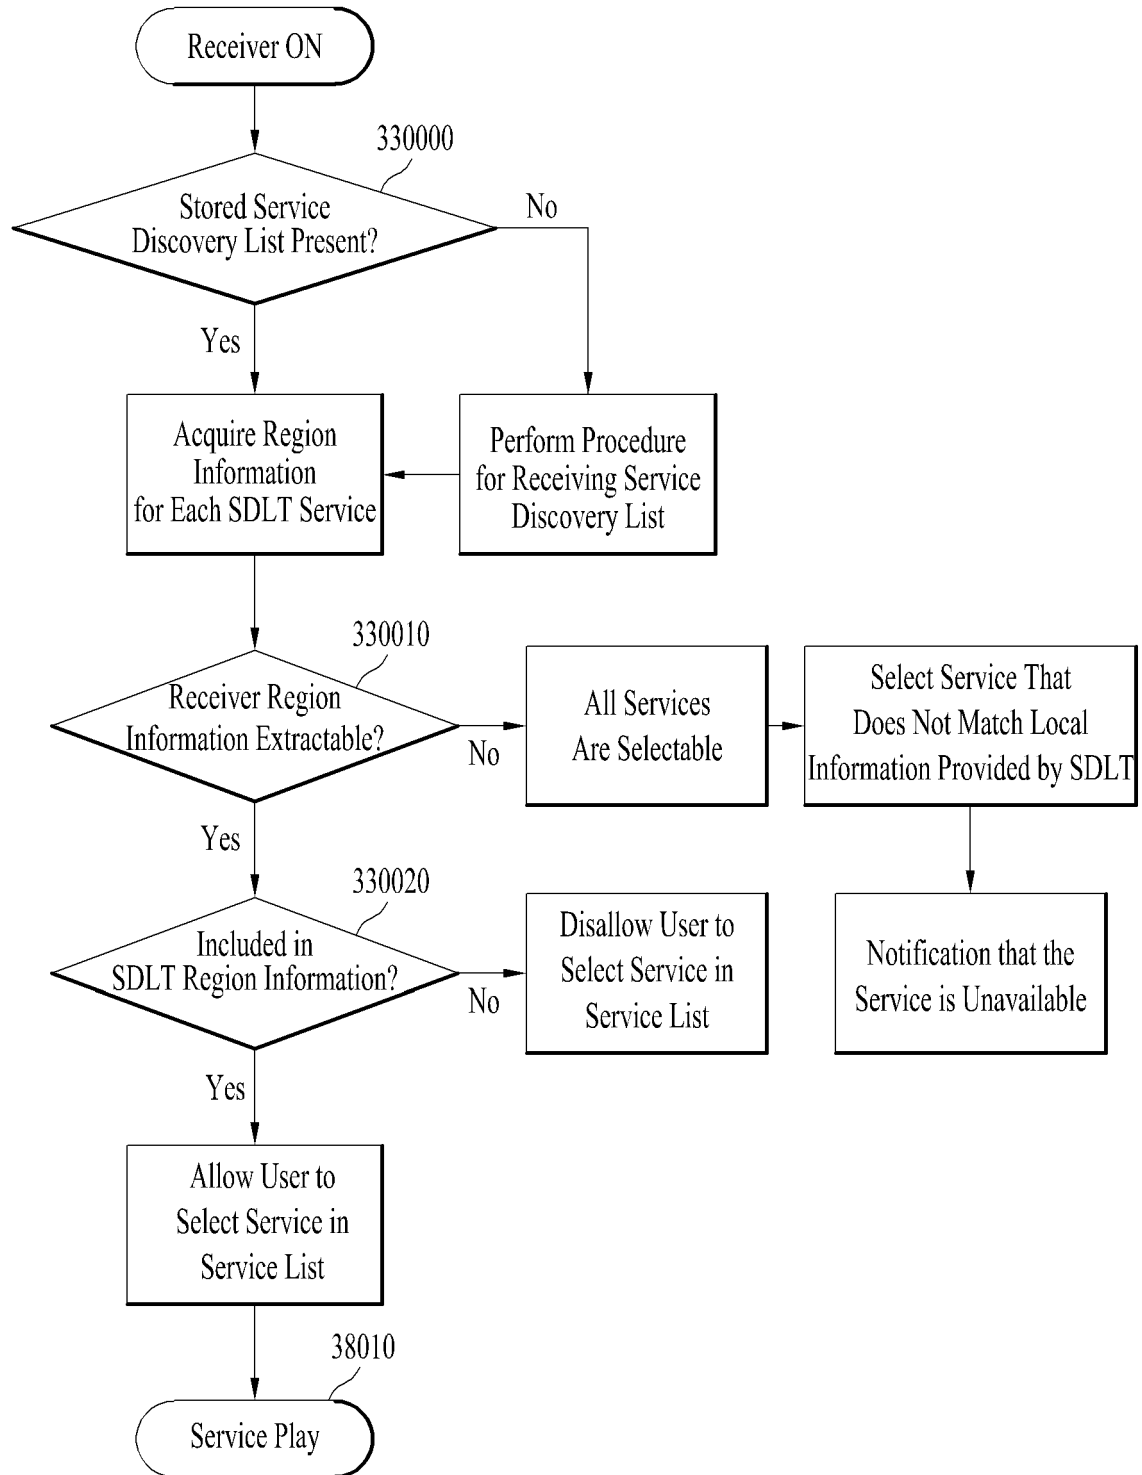 Receiver ON
330000
Stored Service
Discovery List Present?
No
Yes
Acquire Region
Information
for Each SDLT Service
Perform Procedure
for Receiving Service
Discovery List
330010
Receiver Region
Information Extractable?
No
All Services
Are Selectable
Select Service That
Does Not Match Local
Information Provided by SDLT
Yes
330020
Included in
SDLT Region Information?
No
Disallow User to
Select Service in
Service List
Notification that the
Service is Unavailable
Yes
Allow User to
Select Service in
Service List
38010
Service Play